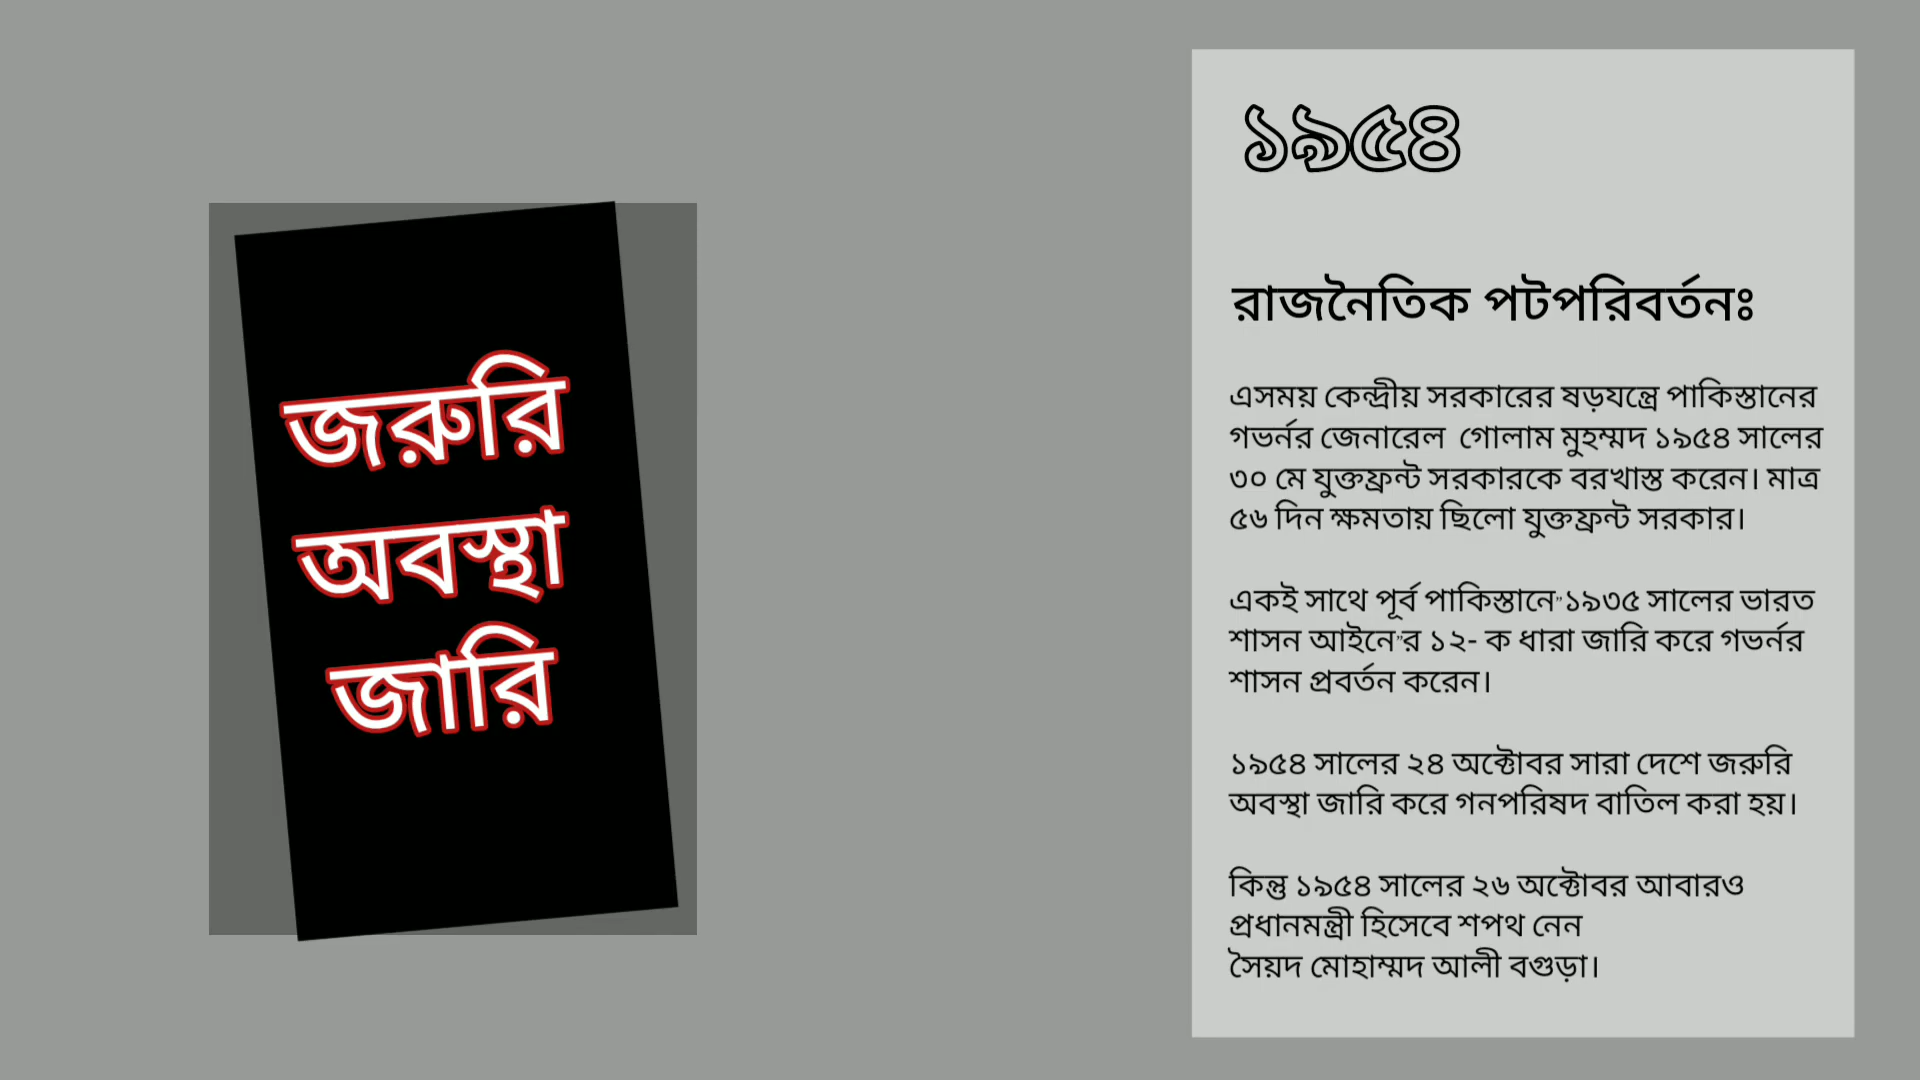 জরুরি
অবস্থা
জারি
১৯৫৪
রাজনৈতিক পটপরিবর্তনঃ
এসময় কেন্দ্রীয় সরকারের ষড়যন্ত্রে পাকিস্তানের
গভর্নর জেনারেল গোলাম মুহম্মদ ১৯৫৪ সালের
৩০ মে যুক্তফ্রন্ট সরকারকে বরখাস্ত করেন। মাত্র
৫৬ দিন ক্ষমতায় ছিলো যুক্তফ্রন্ট সরকার।
একই সাথে পূর্ব পাকিস্তানে”১৯৩৫ সালের ভারত
শাসন আইনে”র ১২- ক ধারা জারি করে গভর্নর
শাসন প্রবর্তন করেন।
১৯৫৪ সালের ২৪ অক্টোবর সারা দেশে জরুরি
অবস্থা জারি করে গনপরিষদ বাতিল করা হয়।
কিন্তু ১৯৫৪ সালের ২৬ অক্টোবর আবারও
প্রধানমন্ত্রী হিসেবে শপথ নেন
সৈয়দ মোহাম্মদ আলী বগুড়া।